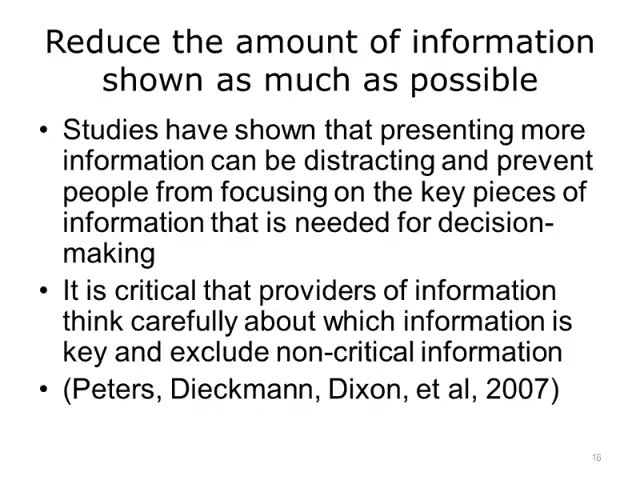 Reduce the amount of information
shown as much as possible
• Studies have shown that presenting more
information can be distracting and prevent
people from focusing on the key pieces of
information that is needed for decision-
making
• It is critical that providers of information
think carefully about which information is
key and exclude non-critical information
• (Peters, Dieckmann, Dixon, et al, 2007)
16